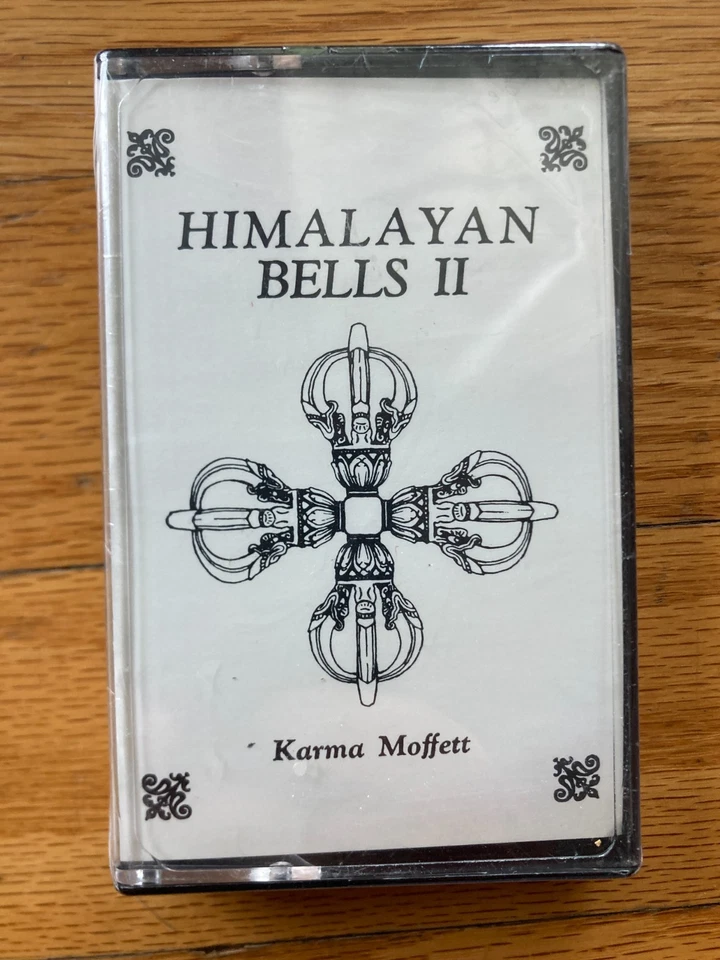 HIMALAYAN
BELLS II
Karma Moffett